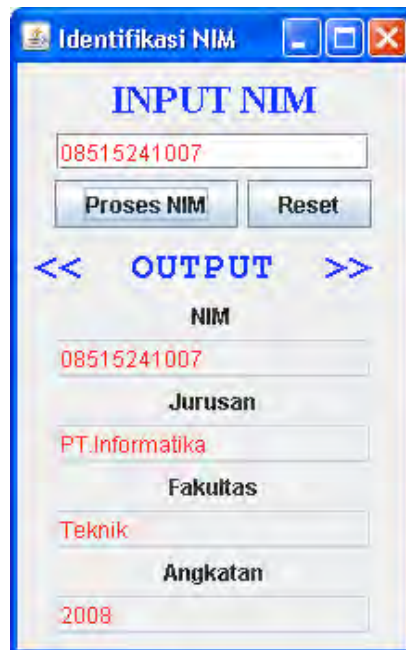 Identifikasi NIM
INPUT NIM
08515241007
Proses NIM Reset
<< OUTPUT >>
NIM
08515241007
Jurusan
PT.Informatika
Fakultas
Teknik
Angkatan
2008